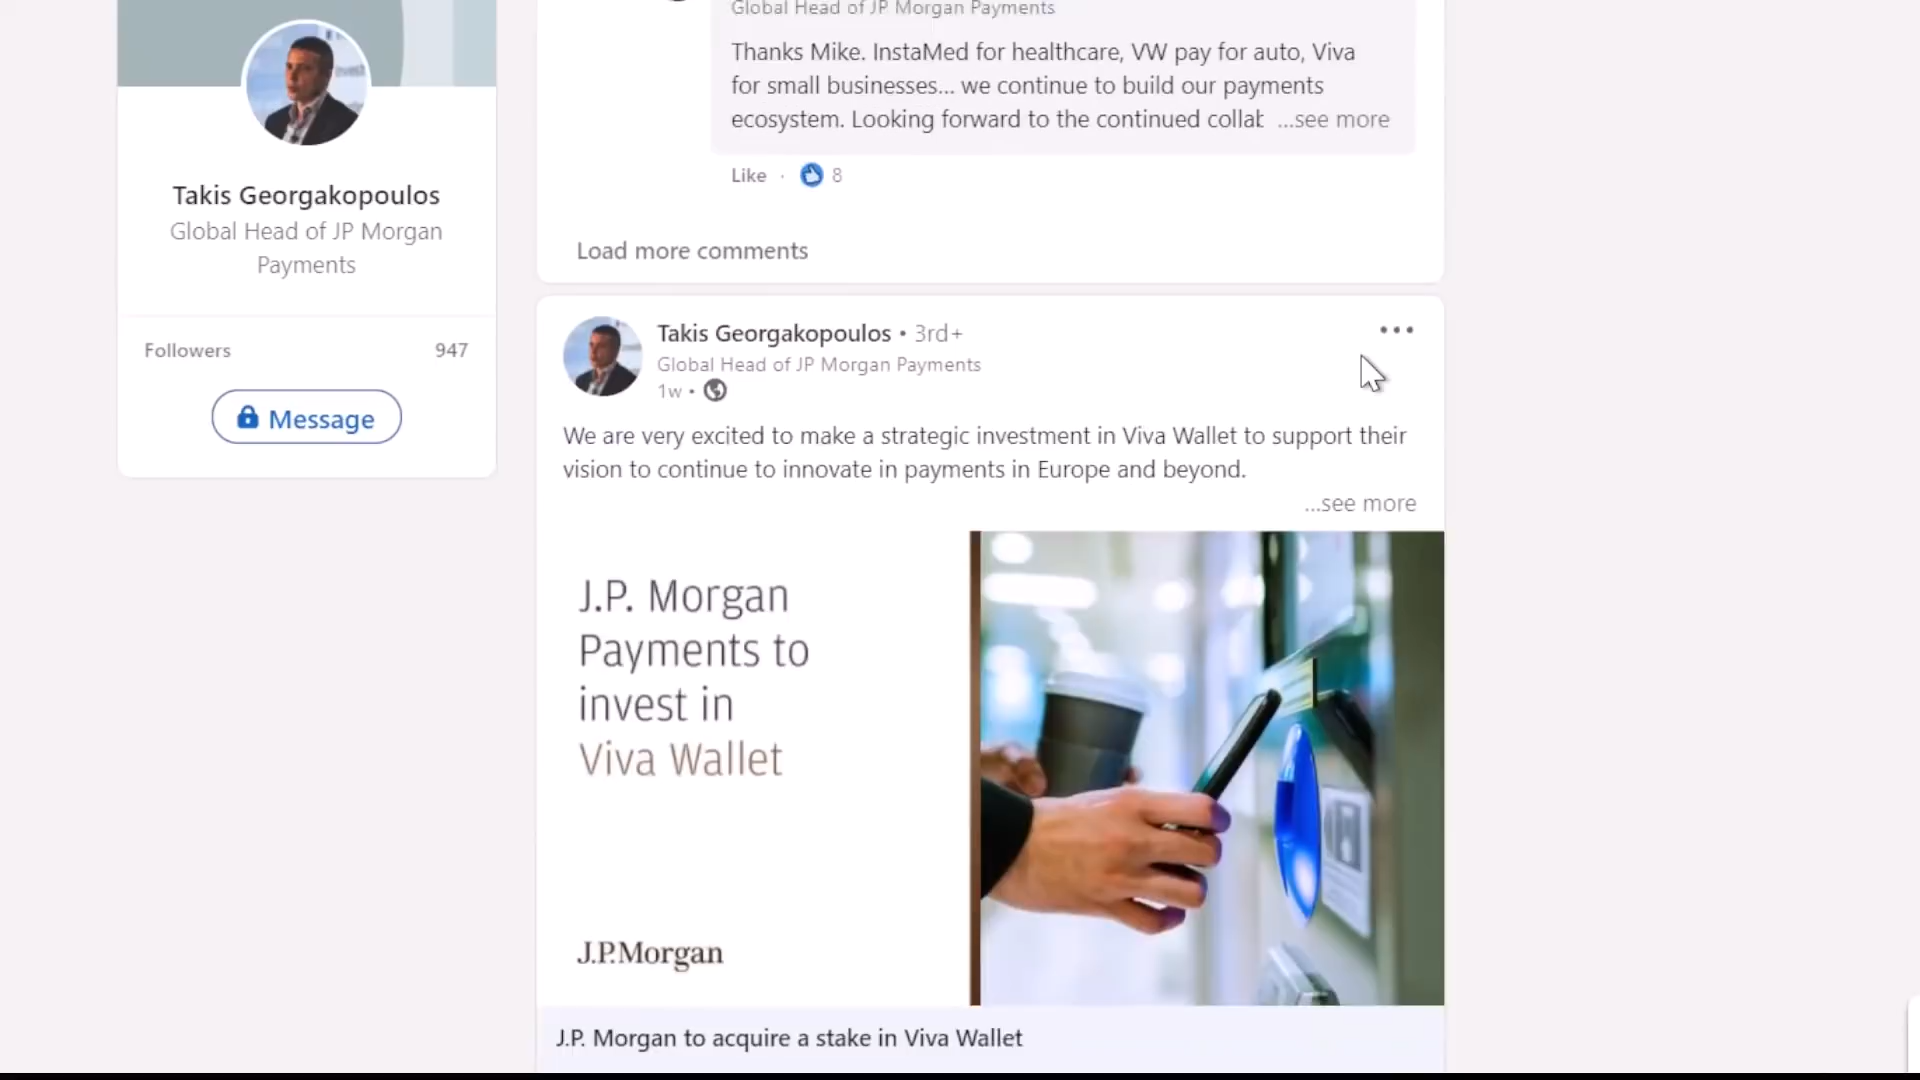 Global Head of JP Morgan Payments
Thanks Mike. InstaMed for healthcare, VW pay for auto, Viva
for small businesses... we continue to build our payments
ecosystem. Looking forward to the continued collab ...see more
Like · 8
Load more comments
Takis Georgakopoulos
Global Head of JP Morgan
Payments
Followers 947
Message
Takis Georgakopoulos • 3rd+
Global Head of JP Morgan Payments
1w •
We are very excited to make a strategic investment in Viva Wallet to support their
vision to continue to innovate in payments in Europe and beyond.
...see more
J.P. Morgan
Payments to
invest in
Viva Wallet
J.P.Morgan
J.P. Morgan to acquire a stake in Viva Wallet